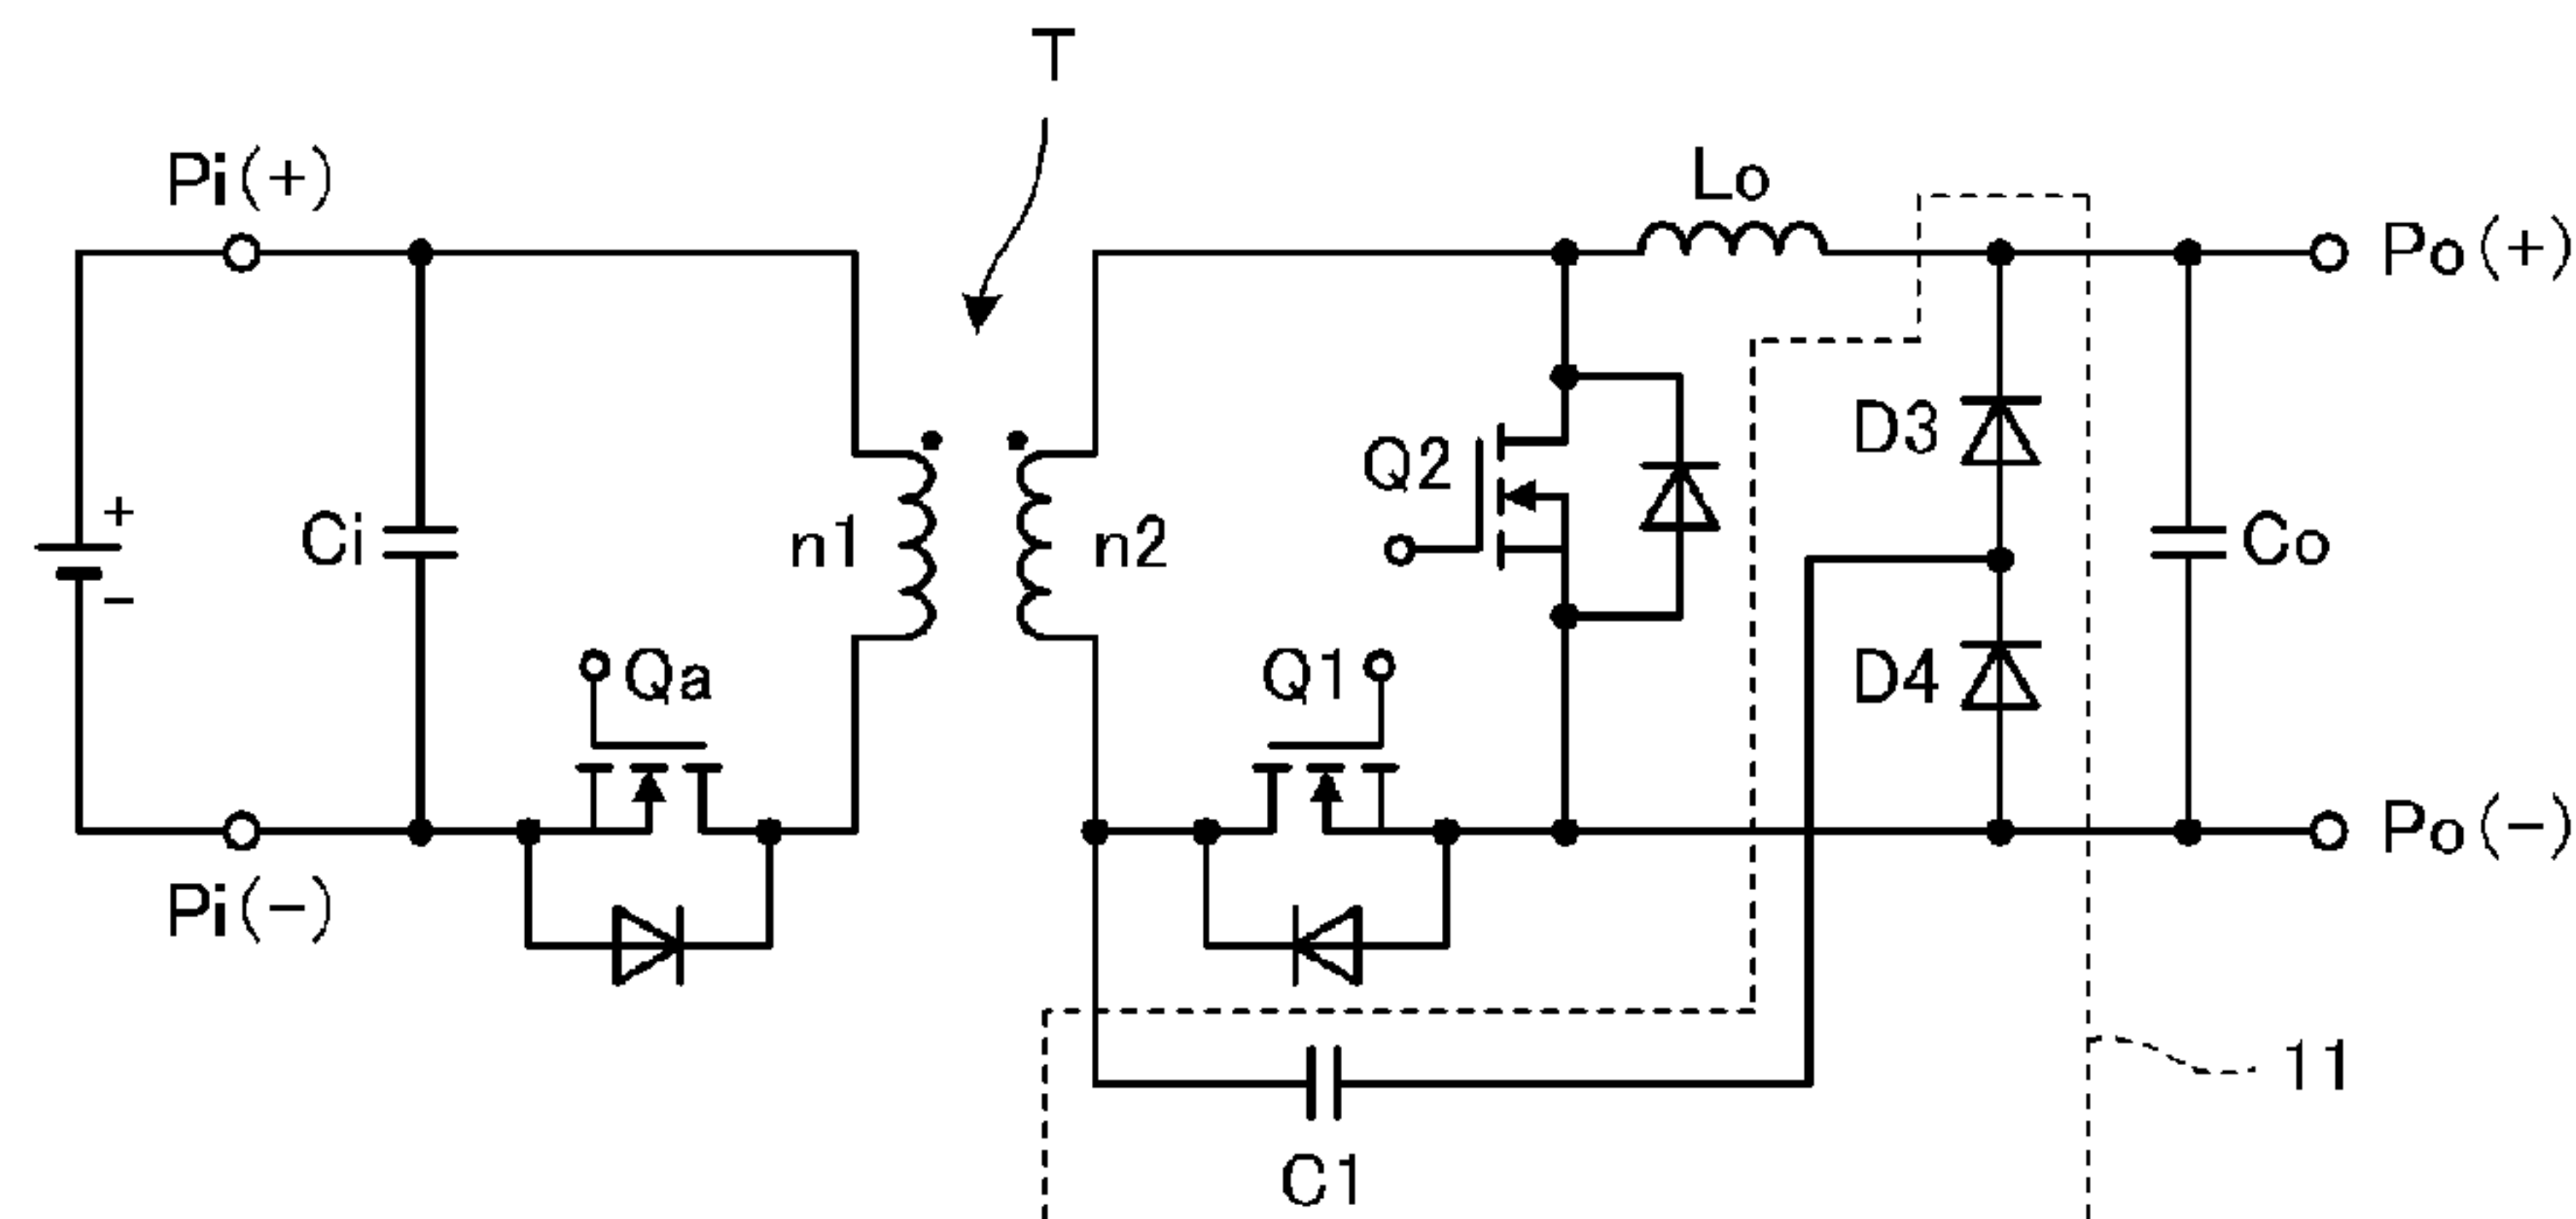 T
Pi(+)
Lo
Po(+)
+
-
Ci
n1
n2
Q2
D3
Co
Qa
Q1
D4
Pi(-)
Po(-)
11
C1